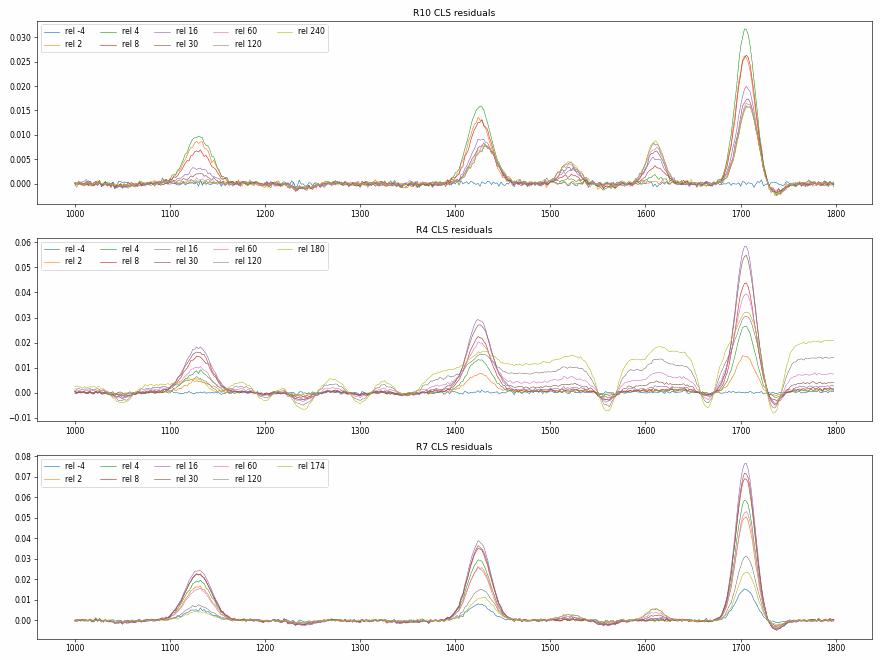 R10 CLS residuals
rel -4 rel 4 rel 16 rel 60 rel 240
rel 2 rel 8 rel 30 rel 120
0.030
0.025
0.020
0.015
0.010
0.005
0.000
1000 1100 1200 1300 1400 1500 1600 1700 1800
R4 CLS residuals
rel -4 rel 4 rel 16 rel 60 rel 180
rel 2 rel 8 rel 30 rel 120
0.06
0.05
0.04
0.03
0.02
0.01
0.00
−0.01
1000 1100 1200 1300 1400 1500 1600 1700 1800
R7 CLS residuals
rel -4 rel 4 rel 16 rel 60 rel 174
rel 2 rel 8 rel 30 rel 120
0.08
0.07
0.06
0.05
0.04
0.03
0.02
0.01
0.00
1000 1100 1200 1300 1400 1500 1600 1700 1800